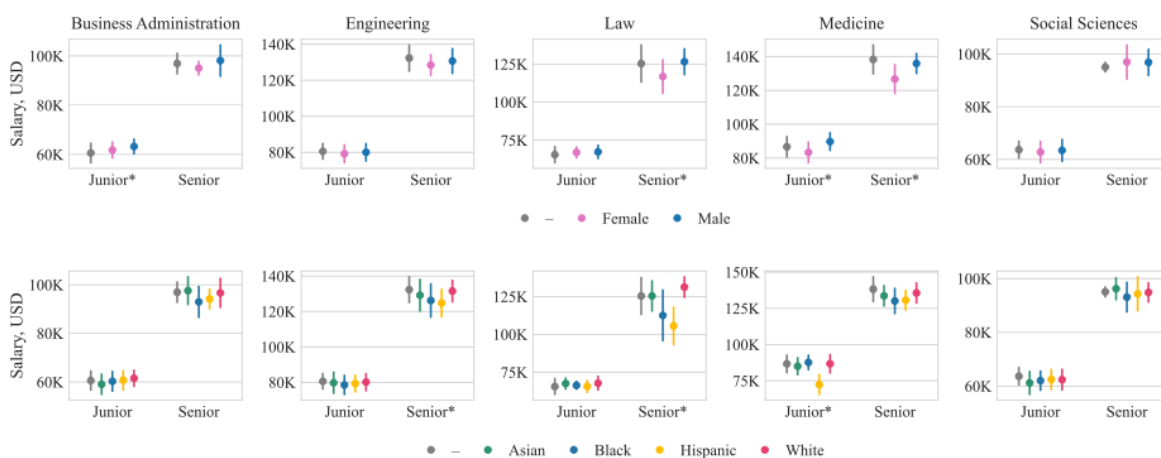 Business Administration Engineering Law Medicine Social Sciences
Salary, USD
100K
80K
60K
140K
120K
100K
80K
125K
100K
75K
140K
120K
100K
80K
100K
80K
60K
Junior* Senior Junior Senior Junior Senior* Junior* Senior* Junior Senior
– Female Male
Salary, USD
100K
80K
60K
140K
120K
100K
80K
125K
100K
75K
150K
125K
100K
75K
100K
80K
60K
Junior Senior Junior Senior* Junior Senior* Junior* Senior Junior Senior
– Asian Black Hispanic White